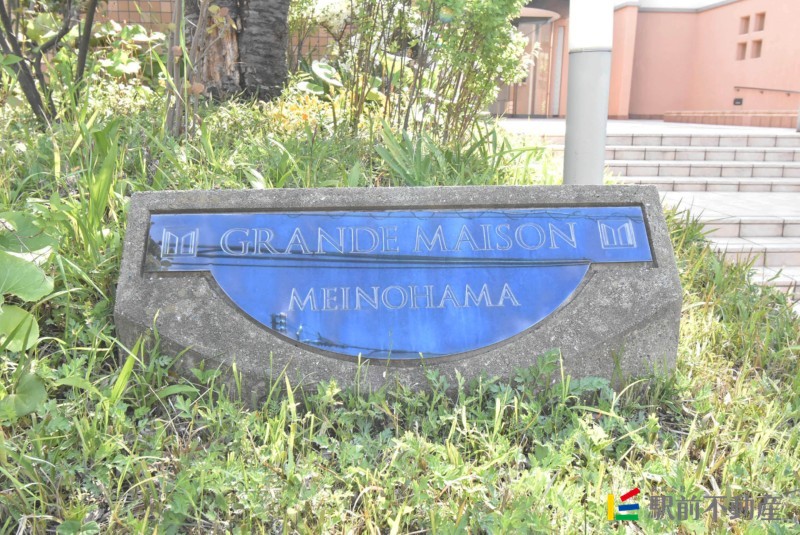 GRANDE MAISON
MEINOHAMA
駅前不動産